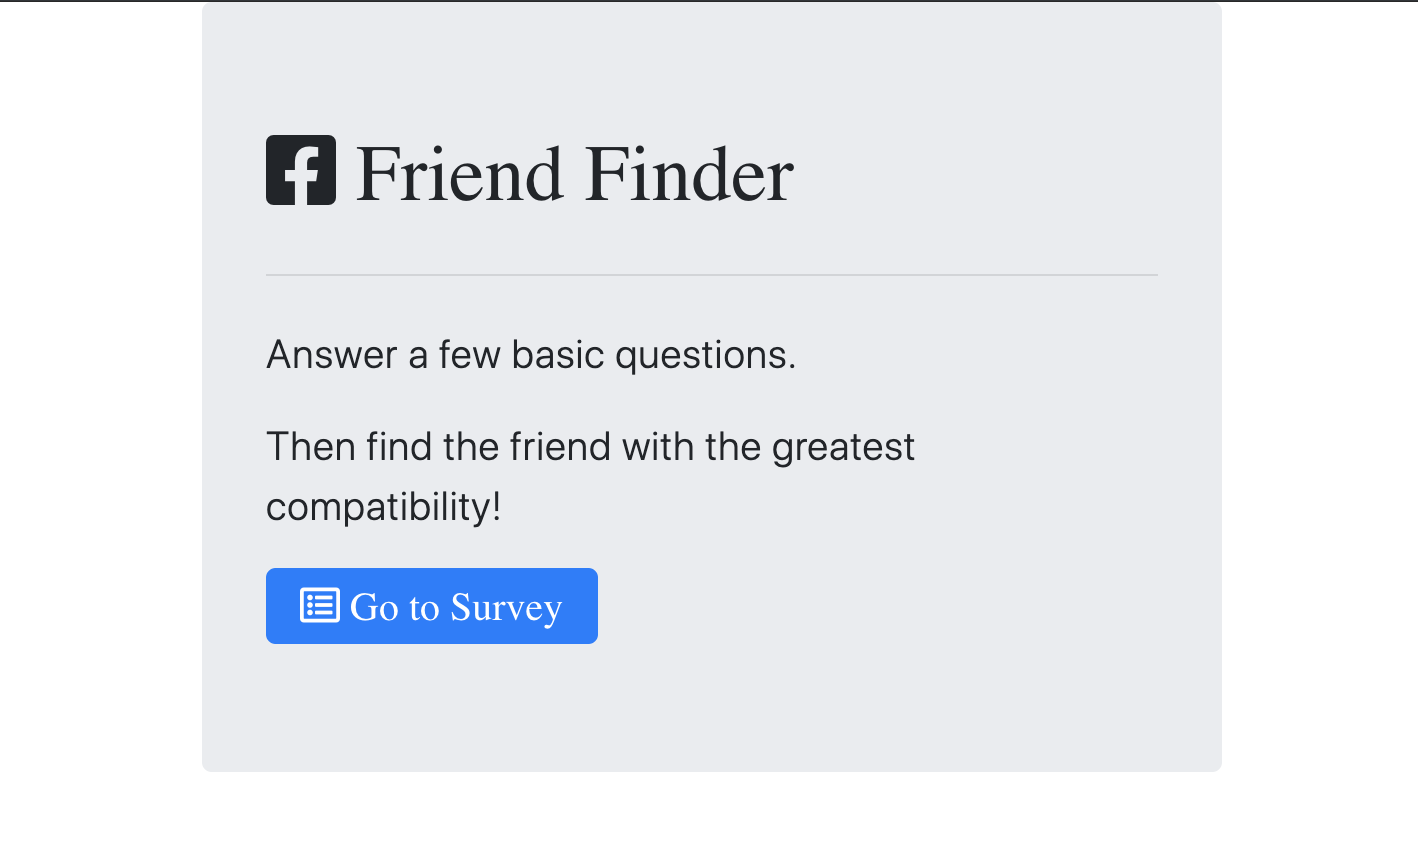 Friend Finder
Answer a few basic questions.
Then find the friend with the greatest
compatibility!
Go to Survey